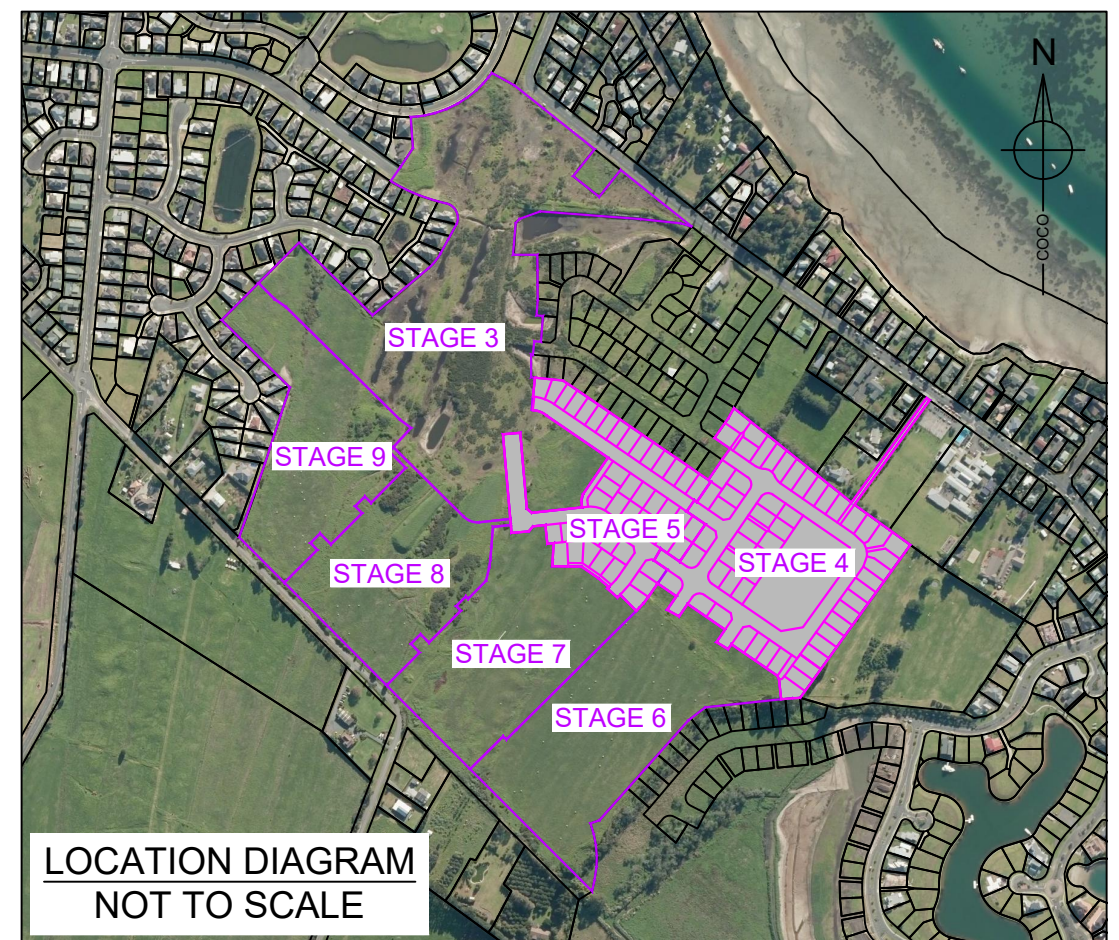 N
COCO
STAGE 3
STAGE 9
STAGE 5
STAGE 4
STAGE 8
STAGE 7
STAGE 6
LOCATION DIAGRAM
NOT TO SCALE